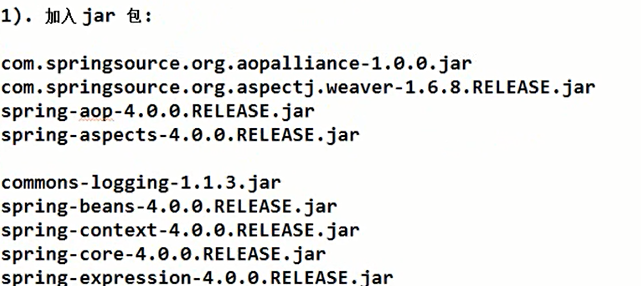 1). 加入 jar 包:
com.springsource.org.aopalliance-1.0.0.jar
com.springsource.org.aspectj.weaver-1.6.8.RELEASE.jar
spring-aop-4.0.0.RELEASE.jar
spring-aspects-4.0.0.RELEASE.jar
commons-logging-1.1.3.jar
spring-beans-4.0.0.RELEASE.jar
spring-context-4.0.0.RELEASE.jar
spring-core-4.0.0.RELEASE.jar
spring-expression-4.0.0.RELEASE.jar